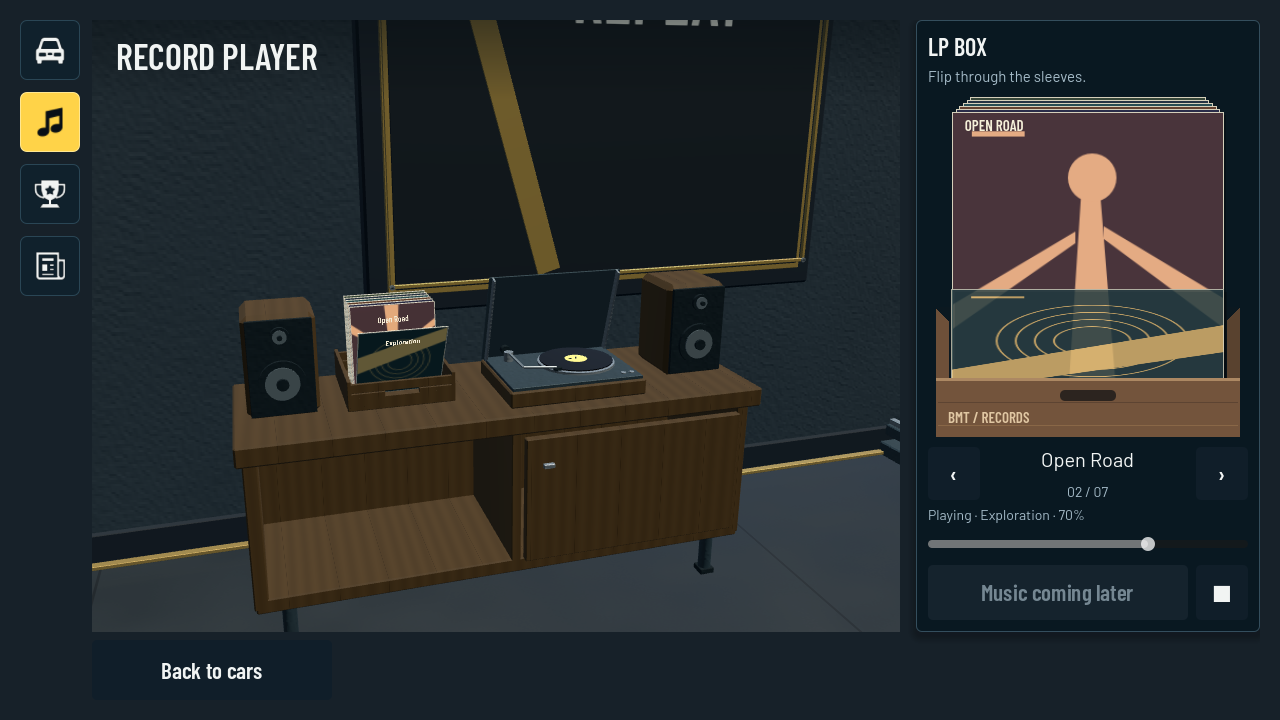 RECORD PLAYER
Open Road
Exploration
Back to cars
LP BOX
Flip through the sleeves.
OPEN ROAD
BMT / RECORDS
‹
Open Road
›
02 / 07
Playing · Exploration · 70%
Music coming later